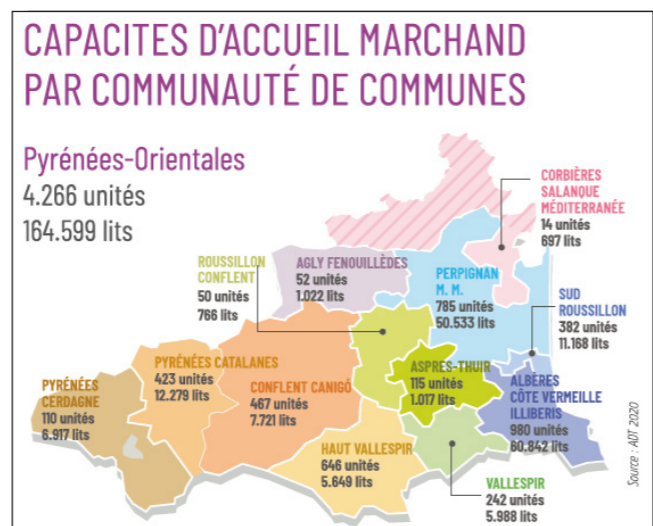 CAPACITES D'ACCUEIL MARCHAND
PAR COMMUNAUTÉ DE COMMUNES
Pyrénées-Orientales
4.266 unités
164.599 lits
CORBIÈRES
SALANQUE
MÉDITERRANÉE
14 unités
697 lits
ROUSSILLON
CONFLENT
50 unités
766 lits
AGLY FENOUILLÈDES
52 unités
1.022 lits
PERPIGNAN
M. M.
785 unités
50.533 lits
SUD
ROUSSILLON
382 unités
11.168 lits
PYRÉNÉES CATALANES
423 unités
12.279 lits
PYRÉNÉES
CERDAGNE
110 unités
6.917 lits
CONFLENT CANIGÓ
467 unités
7.721 lits
ASPRES-THUIR
115 unités
1.017 lits
ALBÈRES
CÔTE VERMEILLE
ILLIBERIS
980 unités
60.842 lits
HAUT VALLESPIR
646 unités
5.649 lits
VALLESPIR
242 unités
5.988 lits
Source : ADT 2020